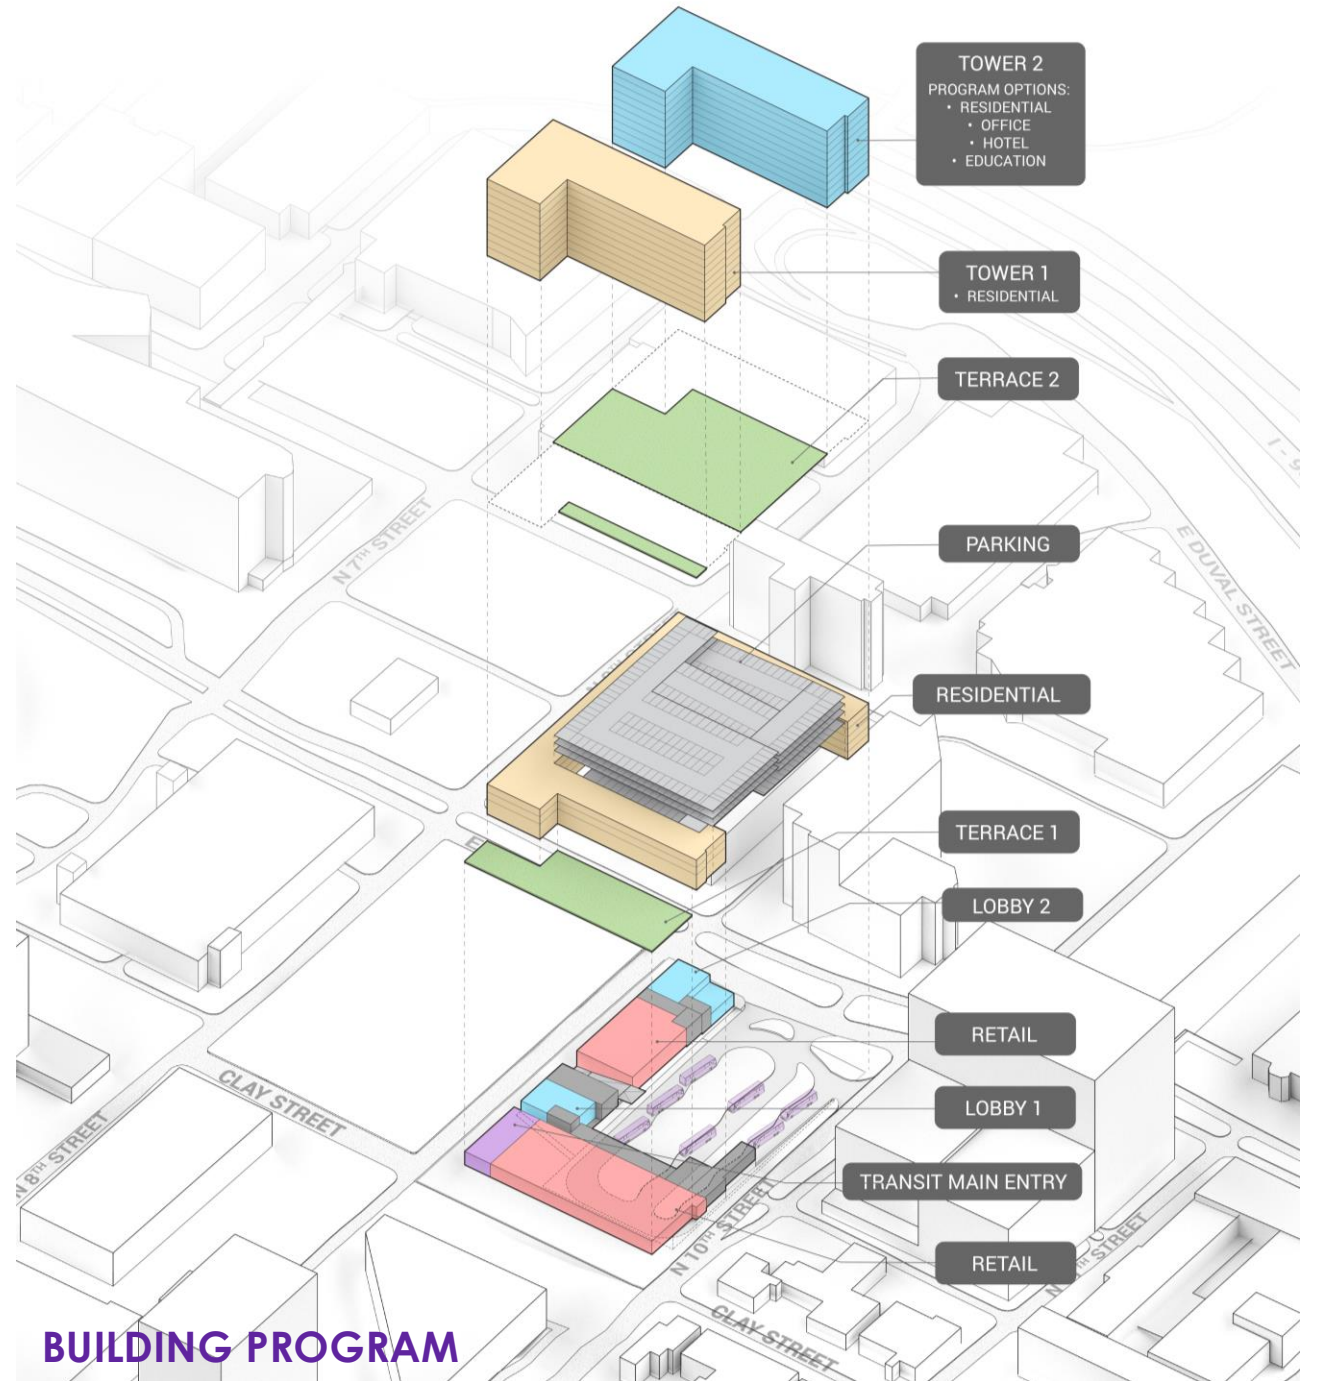 TOWER 2
PROGRAM OPTIONS:
• RESIDENTIAL
• OFFICE
• HOTEL
• EDUCATION
TOWER 1
• RESIDENTIAL
TERRACE 2
I - 9
N 7TH STREET
PARKING
E DUVAL STREET
RESIDENTIAL
TERRACE 1
LOBBY 2
RETAIL
CLAY STREET
LOBBY 1
N 8TH STREET
TRANSIT MAIN ENTRY
N 10TH STREET
STREET
RETAIL
CLAY STREET
BUILDING PROGRAM